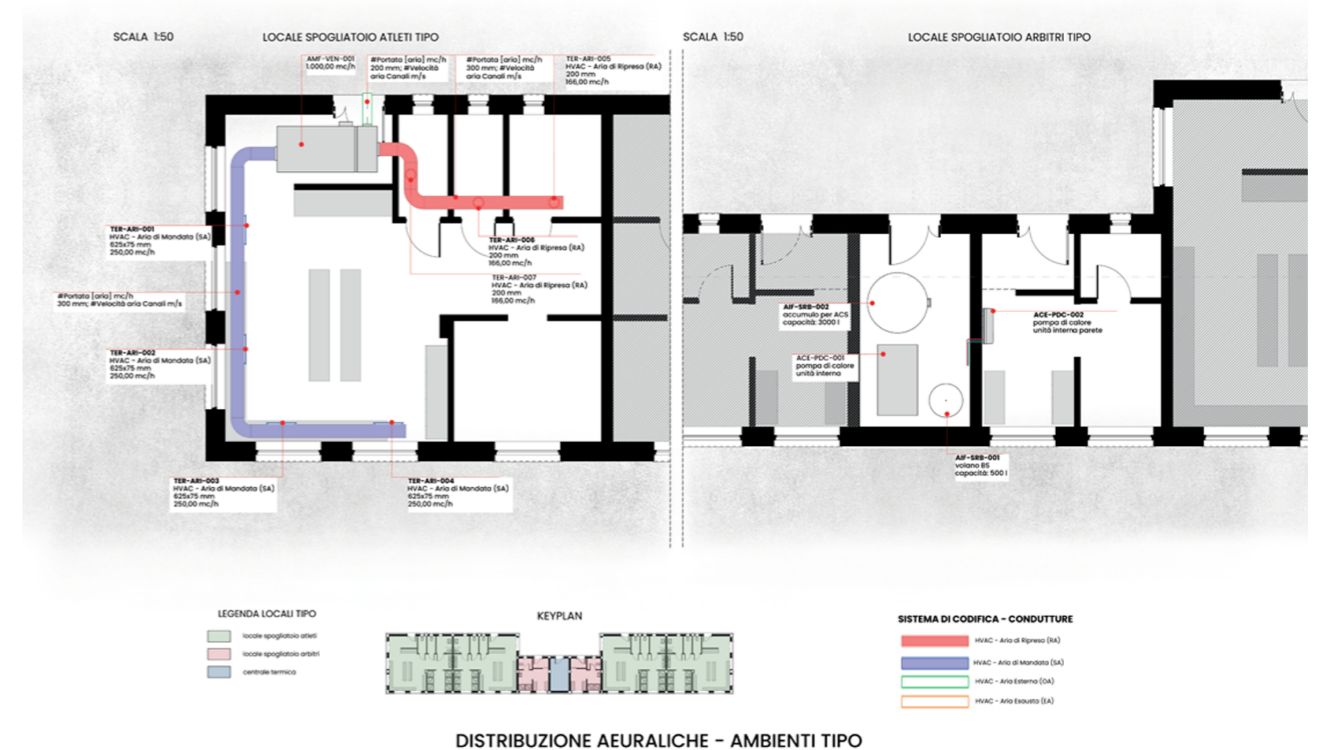 SCALA 1:50
LOCALE SPOGLIATOIO ATLETI TIPO
SCALA 1:50
LOCALE SPOGLIATOIO ARBITRI TIPO
AMF-VEN-001
1.000,00 mc/h
#Portata [aria] mc/h
200 mm; #Velocità
aria Canali m/s
#Portata [aria] mc/h
300 mm; #Velocità
aria Canali m/s
TER-ARI-005
HVAC - Aria di Ripresa (RA)
200 mm
166,00 mc/h
TER-ARI-001
HVAC - Aria di Mandata (SA)
625x75 mm
250,00 mc/h
TER-ARI-006
HVAC - Aria di Ripresa (RA)
200 mm
166,00 mc/h
TER-ARI-007
HVAC - Aria di Ripresa (RA)
200 mm
166,00 mc/h
#Portata [aria] mc/h
300 mm; #Velocità aria Canali m/s
TER-ARI-002
HVAC - Aria di Mandata (SA)
625x75 mm
250,00 mc/h
TER-ARI-003
HVAC - Aria di Mandata (SA)
625x75 mm
250,00 mc/h
TER-ARI-004
HVAC - Aria di Mandata (SA)
625x75 mm
250,00 mc/h
AIF-SRB-002
accumulo per ACS
capacità: 3000 l
ACE-PDC-002
pompa di calore
unità interna parete
ACE-PDC-001
pompa di calore
unità interna
AIF-SRB-001
volano BS
capacità: 500 l
LEGENDA LOCALI TIPO
locale spogliatoio atleti
locale spogliatoio arbitri
centrale termica
KEYPLAN
SISTEMA DI CODIFICA - CONDUTTURE
HVAC - Aria di Ripresa (RA)
HVAC - Aria di Mandata (SA)
HVAC - Aria Esterna (OA)
HVAC - Aria Esausta (EA)
DISTRIBUZIONE AEURALICHE - AMBIENTI TIPO